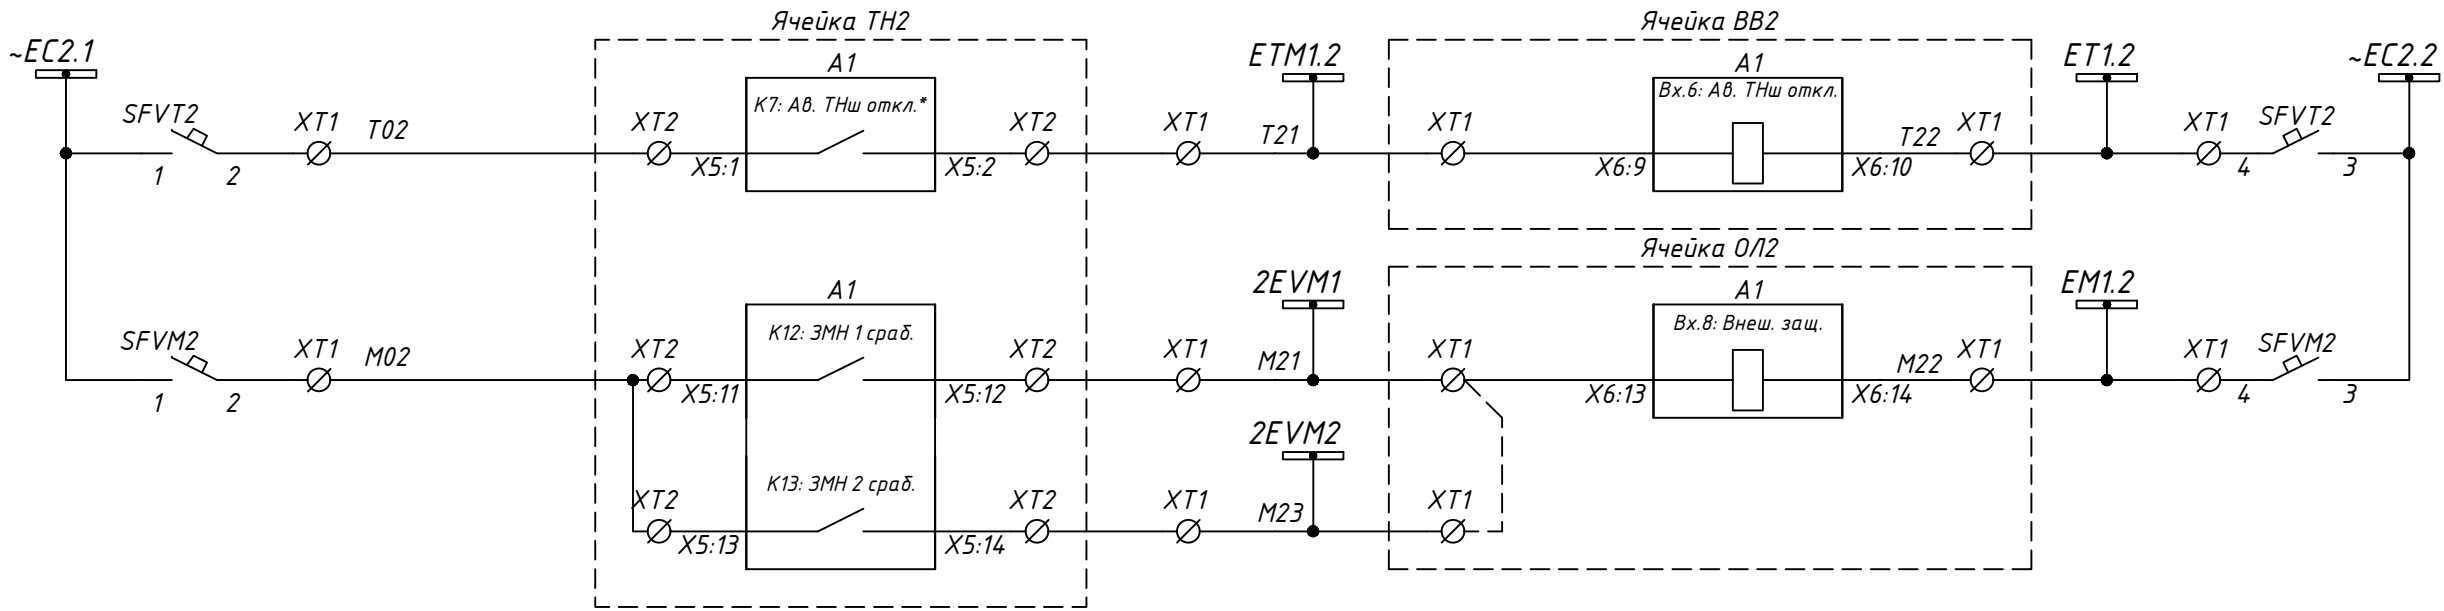 Ячейка ТН2
Ячейка ВВ2
~EC2.1
ETM1.2
ET1.2
~EC2.2
A1
A1
SFVT2
XT1
T02
XT2
K7: Ав. ТНш откл.*
XT2
XT1
T21
XT1
Вх.6: Ав. ТНш откл.
T22
XT1
XT1
SFVT2
1
2
X5:1
X5:2
X6:9
X6:10
4
3
Ячейка ОЛ2
2EVM1
EM1.2
A1
A1
SFVM2
XT1
M02
XT2
K12: ЗМН 1 сраб.
XT2
XT1
M21
XT1
Вх.8: Внеш. защ.
M22
XT1
XT1
SFVM2
1
2
X5:11
X5:12
X6:13
X6:14
4
3
2EVM2
XT2
K13: ЗМН 2 сраб.
XT2
XT1
M23
XT1
X5:13
X5:14